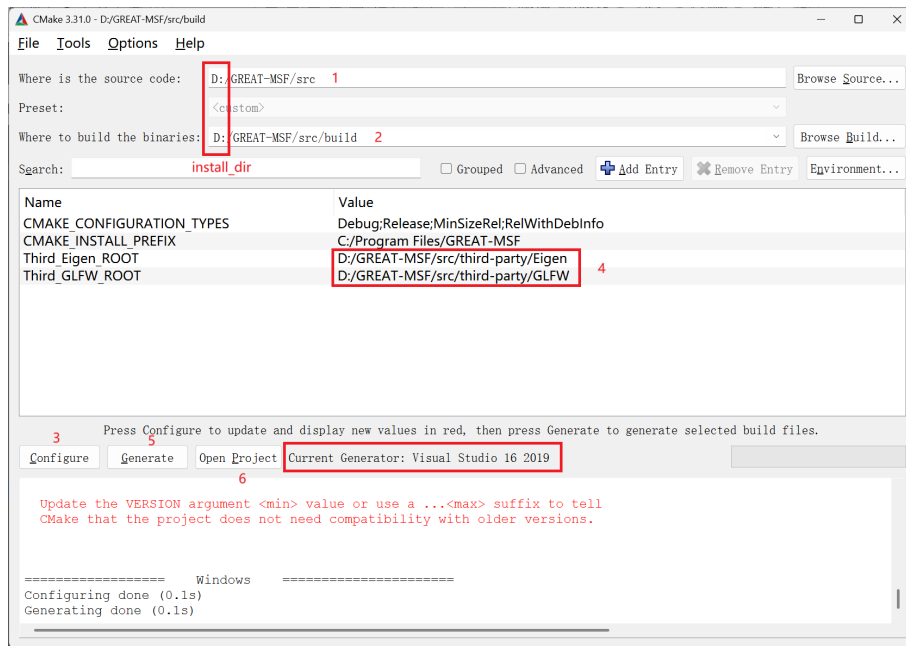 CMake 3.31.0 - D:/GREAT-MSF/src/build
File Tools Options Help
Where is the source code: D:/GREAT-MSF/src 1 Browse Source...
Preset: <custom>
Where to build the binaries: D:/GREAT-MSF/src/build 2 Browse Build...
Search: install_dir Grouped Advanced Add Entry Remove Entry Environment...
Name Value
CMAKE_CONFIGURATION_TYPES Debug;Release;MinSizeRel;RelWithDebInfo
CMAKE_INSTALL_PREFIX C:/Program Files/GREAT-MSF
Third_Eigen_ROOT D:/GREAT-MSF/src/third-party/Eigen
Third_GLFW_ROOT D:/GREAT-MSF/src/third-party/GLFW
4
Press Configure to update and display new values in red, then press Generate to generate selected build files.
3 5
Configure Generate Open Project Current Generator: Visual Studio 16 2019
6
Update the VERSION argument <min> value or use a ...<max> suffix to tell
CMake that the project does not need compatibility with older versions.
================== Windows ======================
Configuring done (0.1s)
Generating done (0.1s)